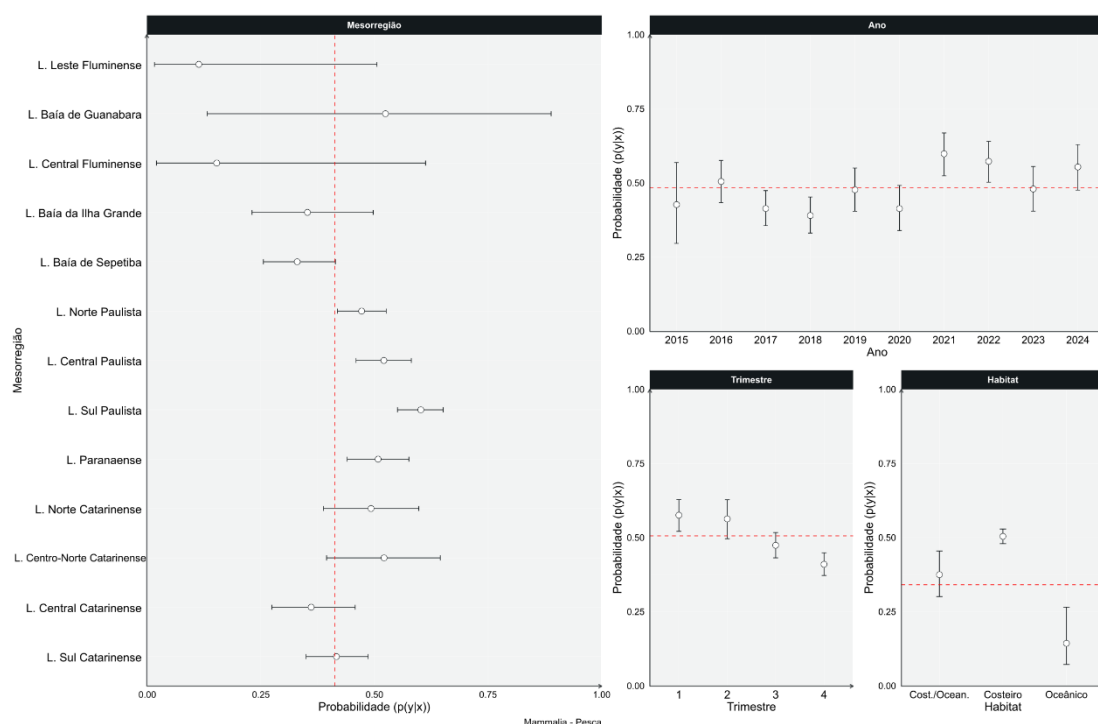 Mesorregião
L. Leste Fluminense
L. Baía de Guanabara
L. Central Fluminense
L. Baía da Ilha Grande
L. Baía de Sepetiba
L. Norte Paulista
L. Central Paulista
L. Sul Paulista
L. Paranaense
L. Norte Catarinense
L. Centro-Norte Catarinense
L. Central Catarinense
L. Sul Catarinense
Mesorregião
0.00 0.25 0.50 0.75 1.00
Probabilidade (p(y|x))
Ano
1.00
0.75
0.50
0.25
0.00
Probabilidade (p(y|x))
2015 2016 2017 2018 2019 2020 2021 2022 2023 2024
Ano
Trimestre
1.00
0.75
0.50
0.25
0.00
Probabilidade (p(y|x))
1 2 3 4
Trimestre
Habitat
1.00
0.75
0.50
0.25
0.00
Probabilidade (p(y|x))
Cost./Ocean. Costeiro Oceânico
Habitat
Mammalia - Pesca